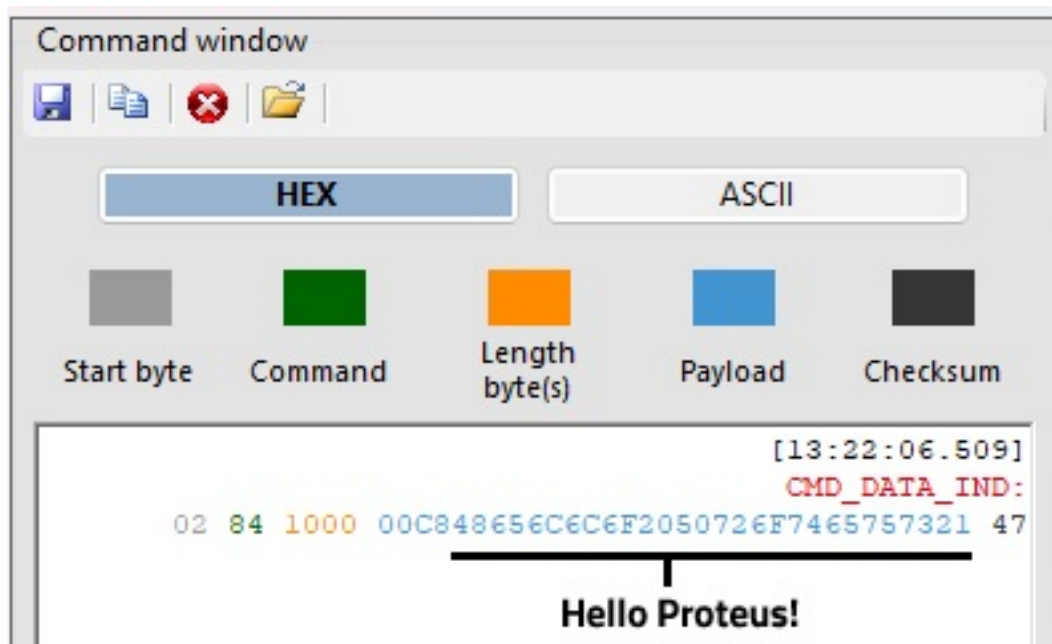 Command window
HEX ASCII
Start byte Command Length byte(s) Payload Checksum
[13:22:06.509]
CMD_DATA_IND:
02 84 1000 00C848656C6C6F2050726F7465757321 47
Hello Proteus!